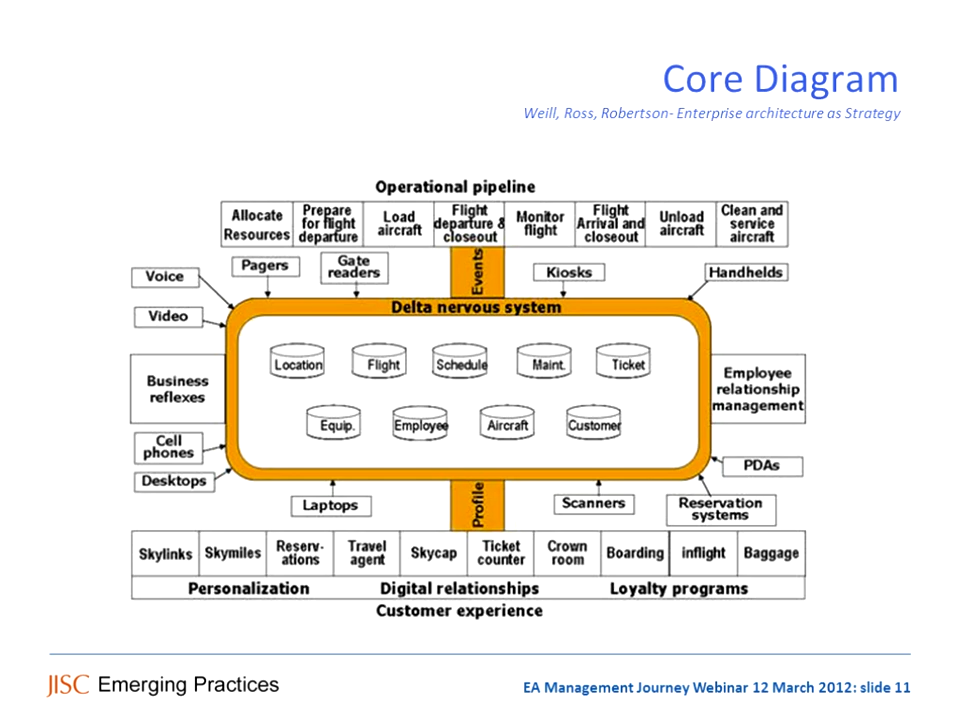 Core Diagram
Weill, Ross, Robertson- Enterprise architecture as Strategy
Operational pipeline
Allocate
Resources
Prepare
for flight
departure
Load
aircraft
Flight
departure &
closeout
Monitor
flight
Flight
Arrival and
closeout
Unload
aircraft
Clean and
service
aircraft
Voice
Pagers
Gate
readers
Events
Kiosks
Handhelds
Video
Delta nervous system
Location
Flight
Schedule
Maint.
Ticket
Business
reflexes
Employee
relationship
management
Equip.
Employee
Aircraft
Customer
Cell
phones
PDAs
Desktops
Laptops
Profile
Scanners
Reservation
systems
Skylinks
Skymiles
Reserv-
ations
Travel
agent
Skycap
Ticket
counter
Crown
room
Boarding
inflight
Baggage
Personalization
Digital relationships
Loyalty programs
Customer experience
JISC Emerging Practices
EA Management Journey Webinar 12 March 2012: slide 11